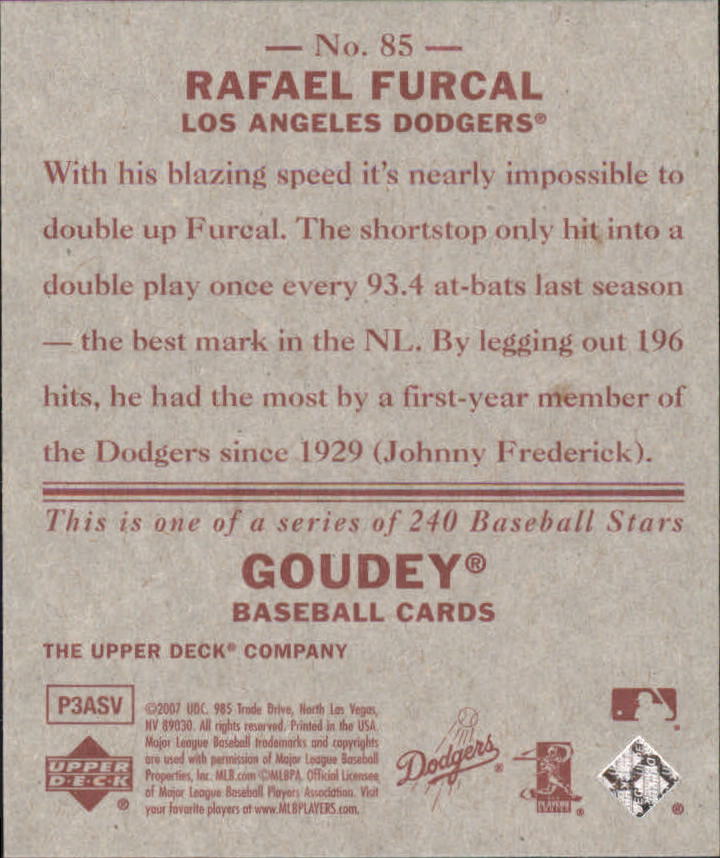 — No. 85 —
RAFAEL FURCAL
LOS ANGELES DODGERS®
With his blazing speed it's nearly impossible to
double up Furcal. The shortstop only hit into a
double play once every 93.4 at-bats last season
— the best mark in the NL. By legging out 196
hits, he had the most by a first-year member of
the Dodgers since 1929 (Johnny Frederick).
This is one of a series of 240 Baseball Stars
GOUDEY®
BASEBALL CARDS
THE UPPER DECK® COMPANY
P3ASV
UPPER
D·E·C·K
®
©2007 UDC. 985 Trade Drive, North Las Vegas,
NV 89030. All rights reserved. Printed in the USA.
Major League Baseball trademarks and copyrights
are used with permission of Major League Baseball
Properties, Inc. MLB.com ©MLBPA. Official Licensee
of Major League Baseball Players Association. Visit
your favorite players at www.MLBPLAYERS.com.
Dodgers®
PLAYERS
CHOICE
®
®